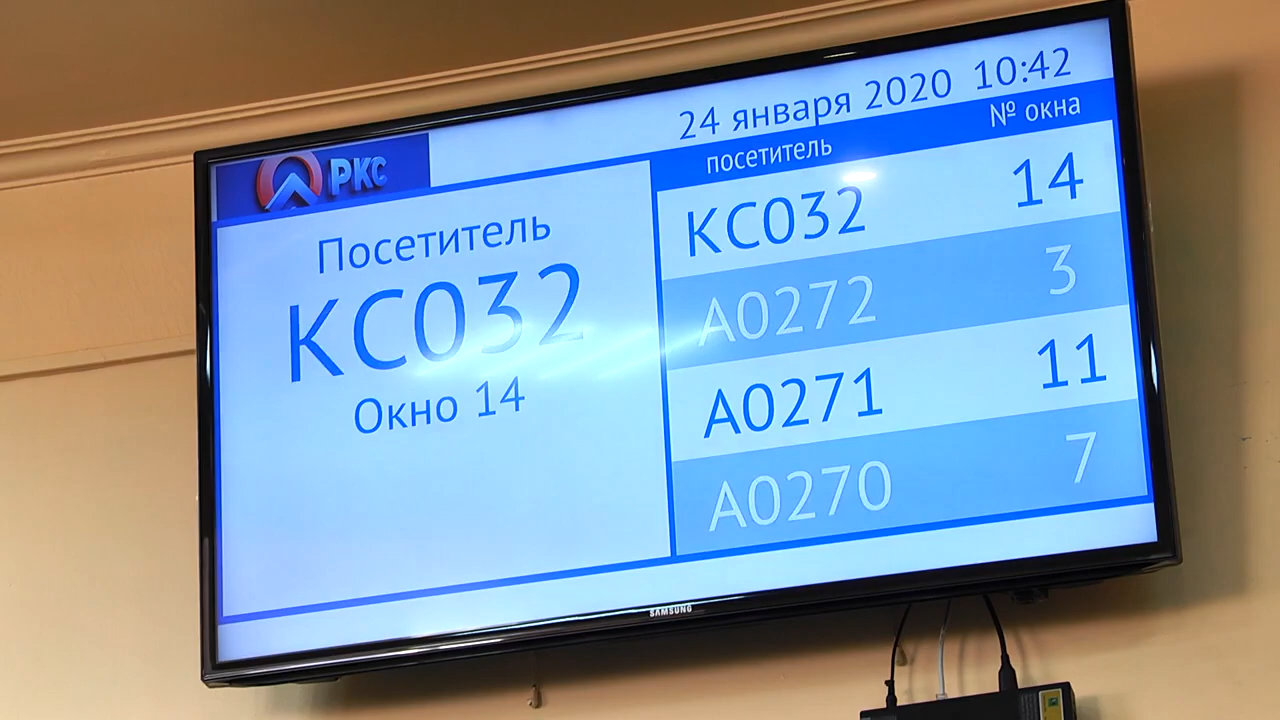 24 января 2020 10:42
РКС
Посетитель
КС032
Окно 14
посетитель № окна
КС032 14
А0272 3
А0271 11
А0270 7
SAMSUNG